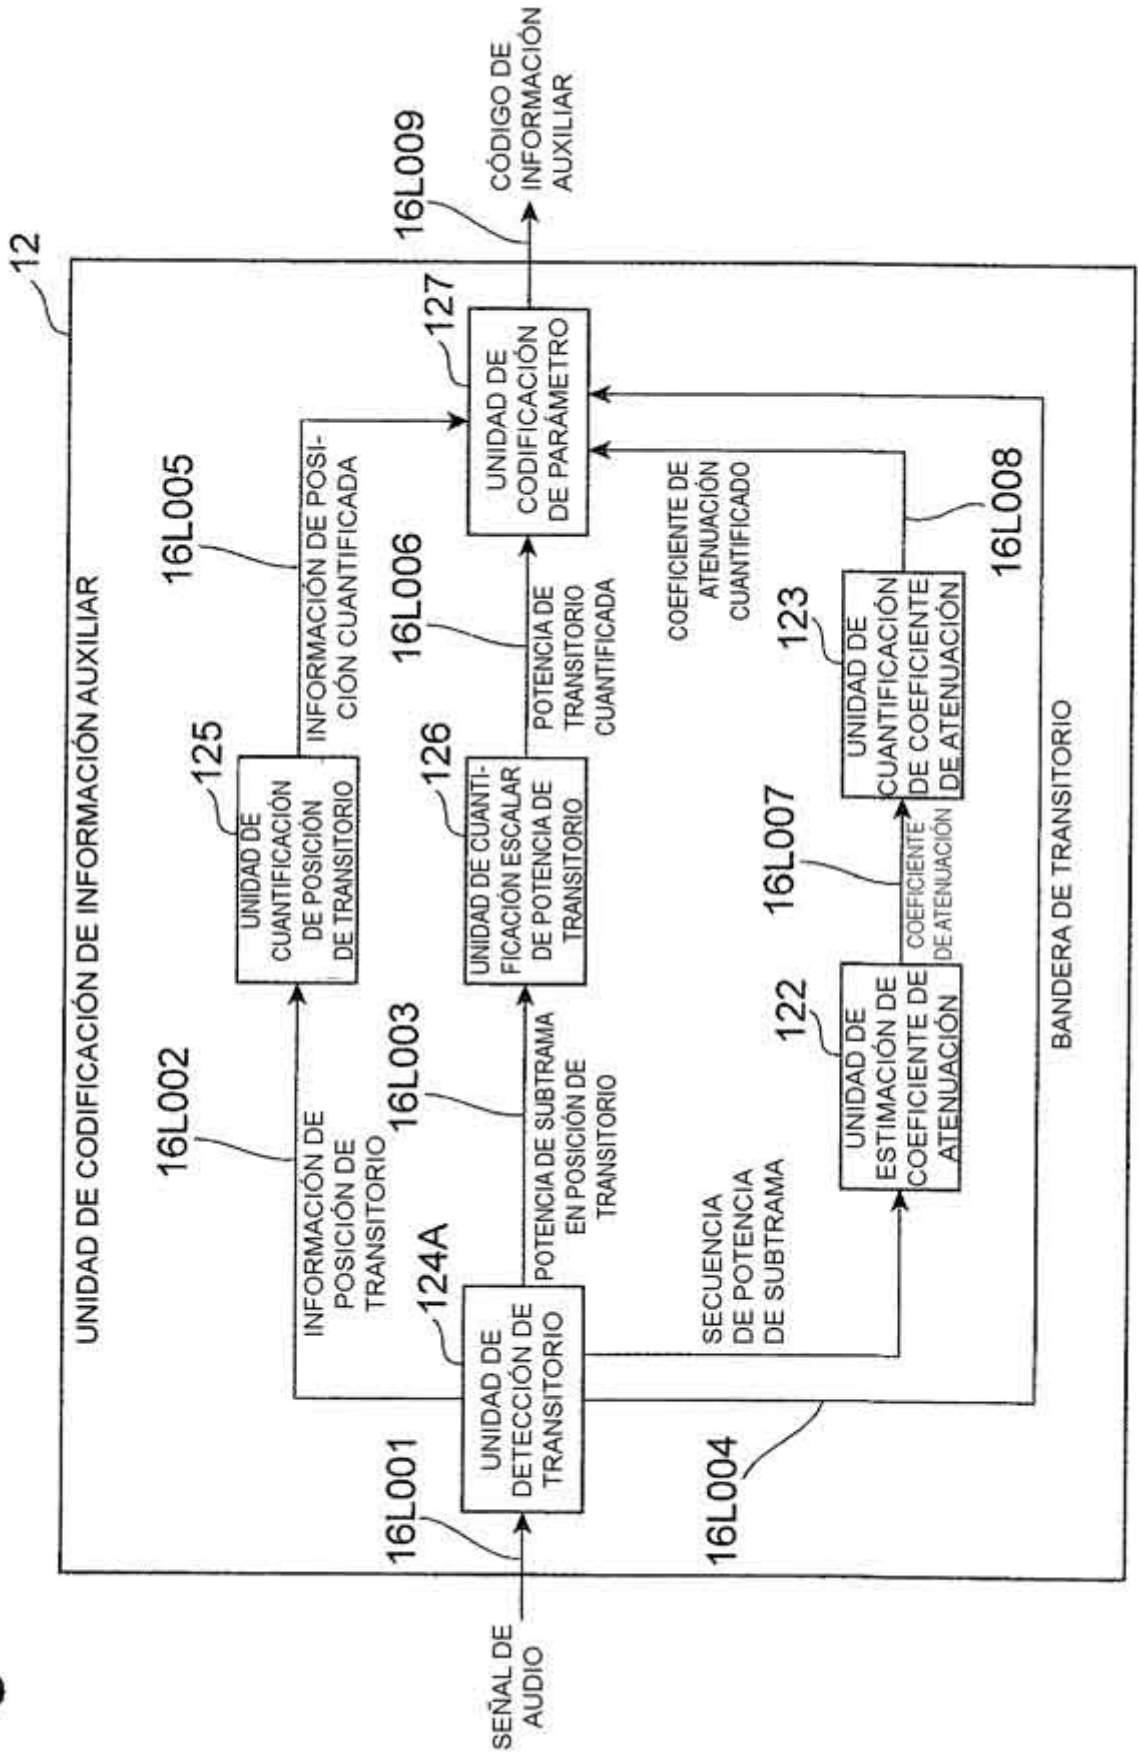 12
UNIDAD DE CODIFICACIÓN DE INFORMACIÓN AUXILIAR
SEÑAL DE
AUDIO
16L001
124A
UNIDAD DE
DETECCIÓN DE
TRANSITORIO
16L002
INFORMACIÓN DE
POSICIÓN DE
TRANSITORIO
125
UNIDAD DE
CUANTIFICACIÓN
DE POSICIÓN
DE TRANSITORIO
16L005
INFORMACIÓN DE POSI-
CIÓN CUANTIFICADA
16L003
POTENCIA DE SUBTRAMA
EN POSICIÓN DE
TRANSITORIO
126
UNIDAD DE CUANTI-
FICACIÓN ESCALAR
DE POTENCIA DE
TRANSITORIO
16L006
POTENCIA DE
TRANSITORIO
CUANTIFICADA
127
UNIDAD DE
CODIFICACIÓN
DE PARÁMETRO
16L009
CÓDIGO DE
INFORMACIÓN
AUXILIAR
SECUENCIA
DE POTENCIA
DE SUBTRAMA
122
UNIDAD DE
ESTIMACIÓN DE
COEFICIENTE DE
ATENUACIÓN
16L007
COEFICIENTE
DE ATENUACIÓN
123
UNIDAD DE
CUANTIFICACIÓN
DE COEFICIENTE
DE ATENUACIÓN
COEFICIENTE DE
ATENUACIÓN
CUANTIFICADO
16L008
16L004
BANDERA DE TRANSITORIO